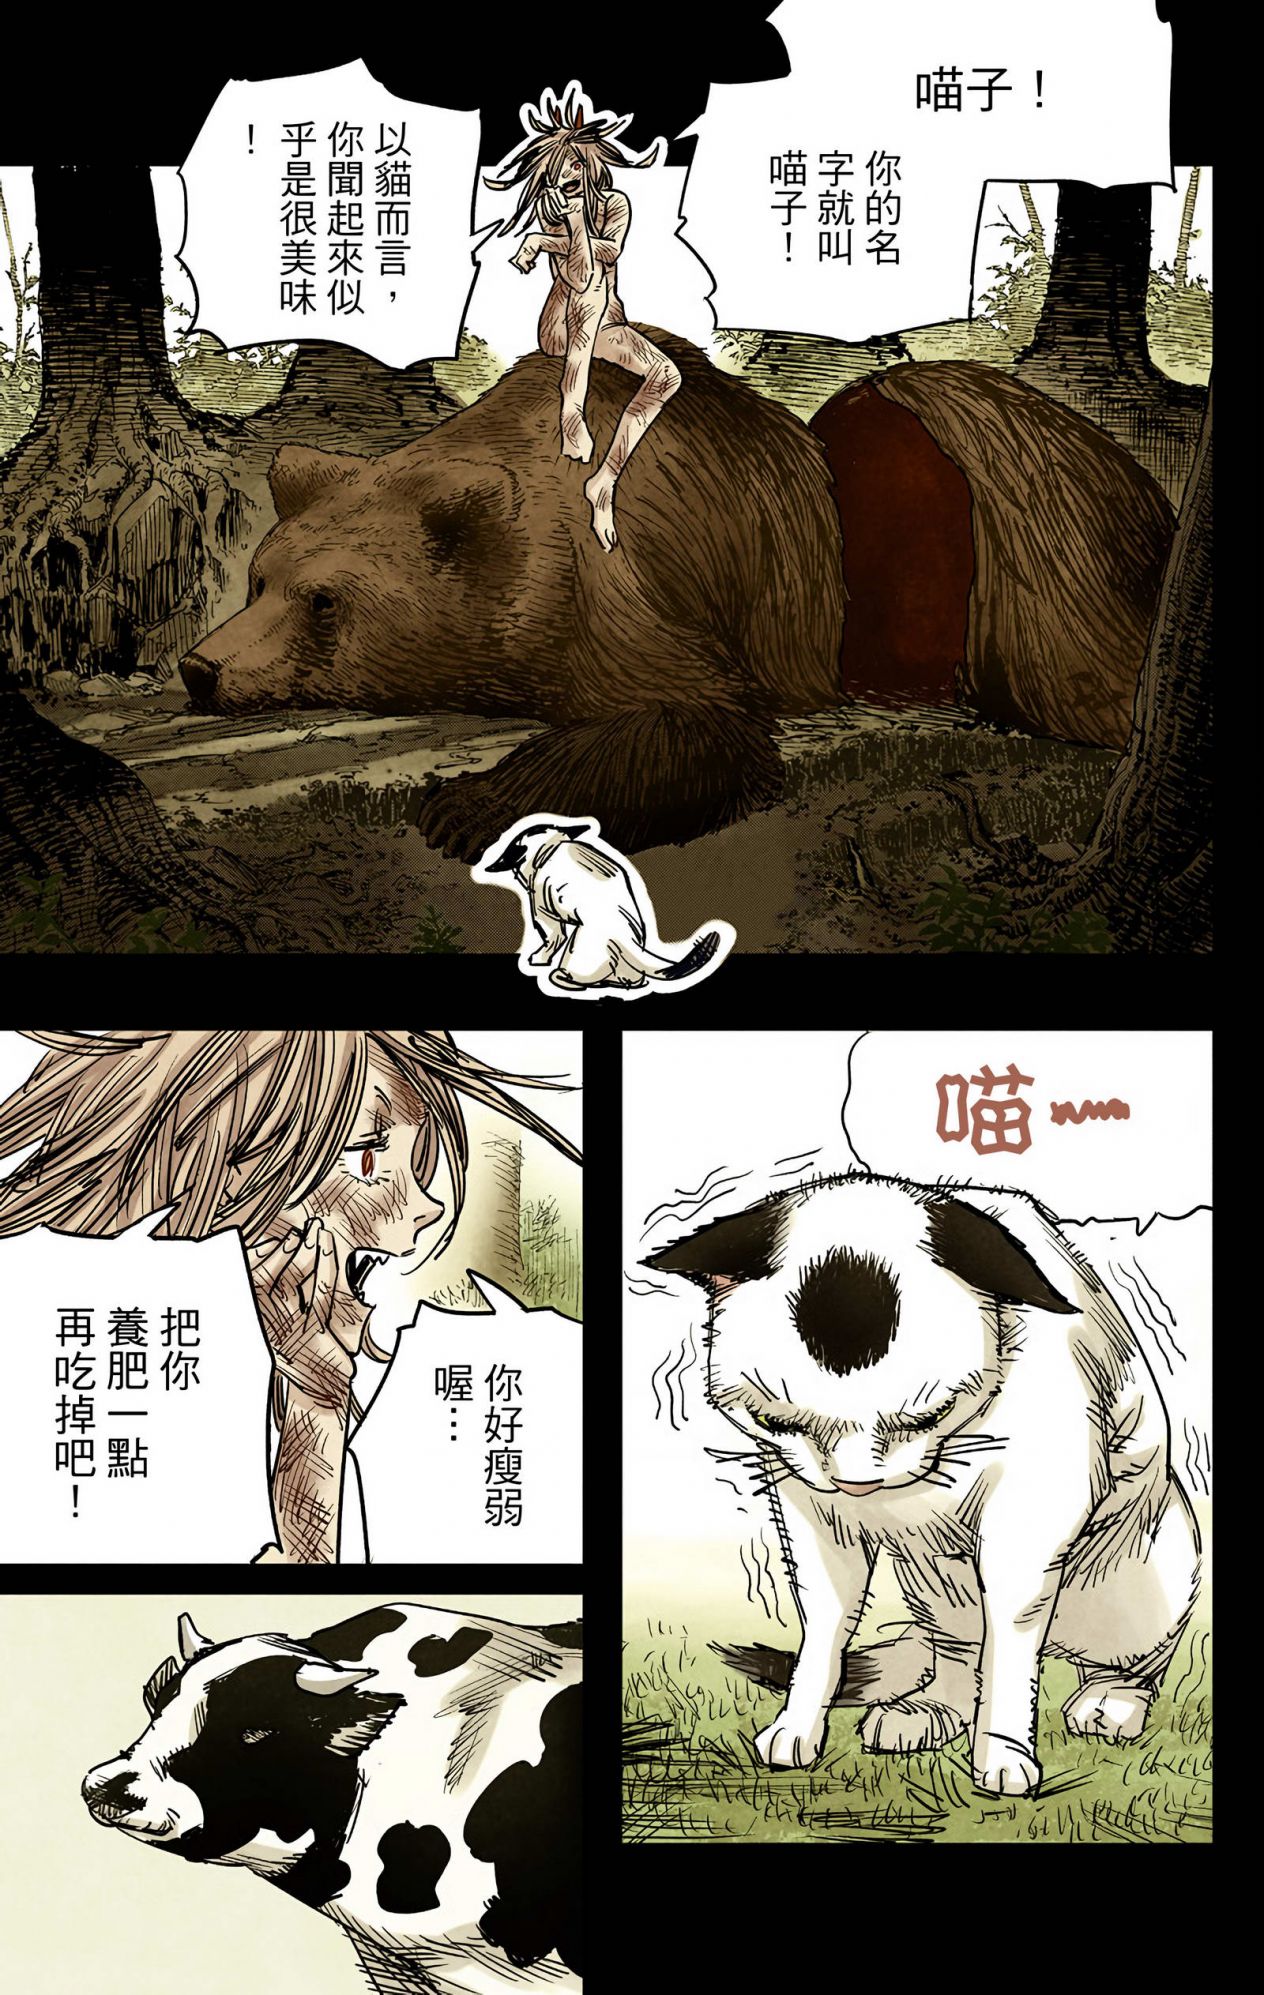 喵子！
你的名
字就叫
喵子！
以貓而言，
你聞起來似
乎是很美味
！
喵~
你好瘦弱
喔…
把你
養肥一點
再吃掉吧！